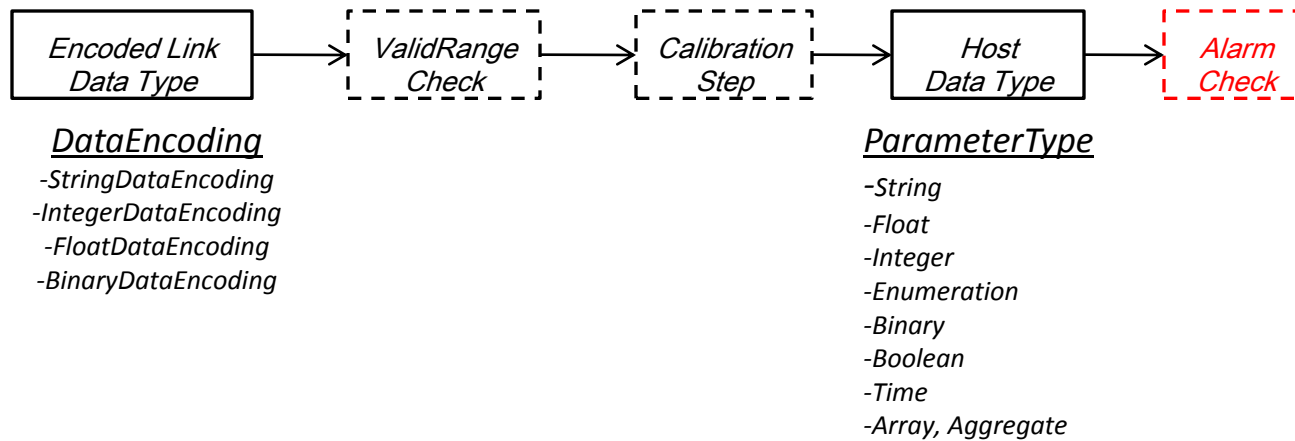 Encoded Link
Data Type
ValidRange
Check
Calibration
Step
Host
Data Type
Alarm
Check
DataEncoding
-StringDataEncoding
-IntegerDataEncoding
-FloatDataEncoding
-BinaryDataEncoding
ParameterType
-String
-Float
-Integer
-Enumeration
-Binary
-Boolean
-Time
-Array, Aggregate